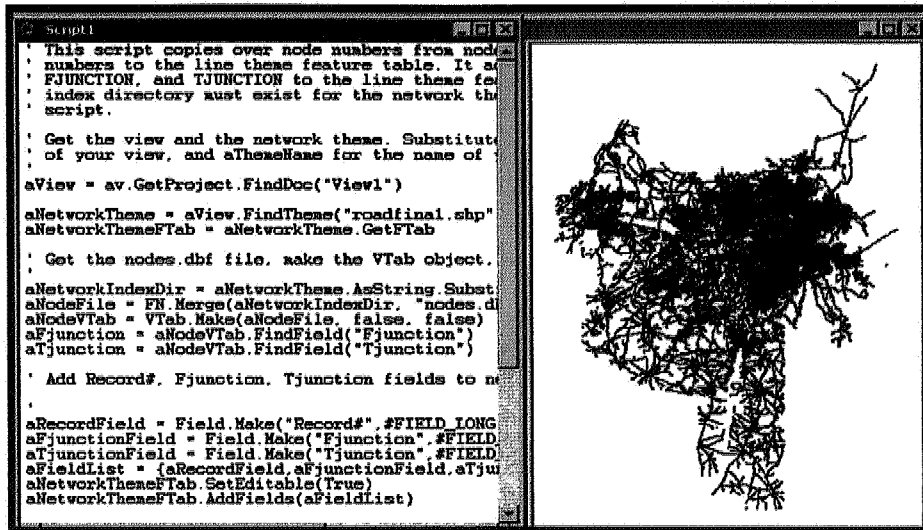 Script1
' This script copies over node numbers from nod
' numbers to the line theme feature table. It a
' FJUNCTION, and TJUNCTION to the line theme fe
' index directory must exist for the network th
' script.
' Get the view and the network theme. Substitut
' of your view, and aThemeName for the name of
'
aView = av.GetProject.FindDoc("View1")
aNetworkTheme = aView.FindTheme("roadfinal.shp"
aNetworkThemeFTab = aNetworkTheme.GetFTab
' Get the nodes.dbf file, make the VTab object,
'
aNetworkIndexDir = aNetworkTheme.AsString.Subst
aNodeFile = FN.Merge(aNetworkIndexDir, "nodes.d
aNodeVTab = VTab.Make(aNodeFile, false, false)
aFjunction = aNodeVTab.FindField("Fjunction")
aTjunction = aNodeVTab.FindField("Tjunction")
' Add Record#, Fjunction, Tjunction fields to n
'
aRecordField = Field.Make("Record#",#FIELD_LONG
aFjunctionField = Field.Make("Fjunction",#FIELD_
aTjunctionField = Field.Make("Tjunction",#FIELD_
aFieldList = {aRecordField,aFjunctionField,aTju
aNetworkThemeFTab.SetEditable(True)
aNetworkThemeFTab.AddFields(aFieldList)